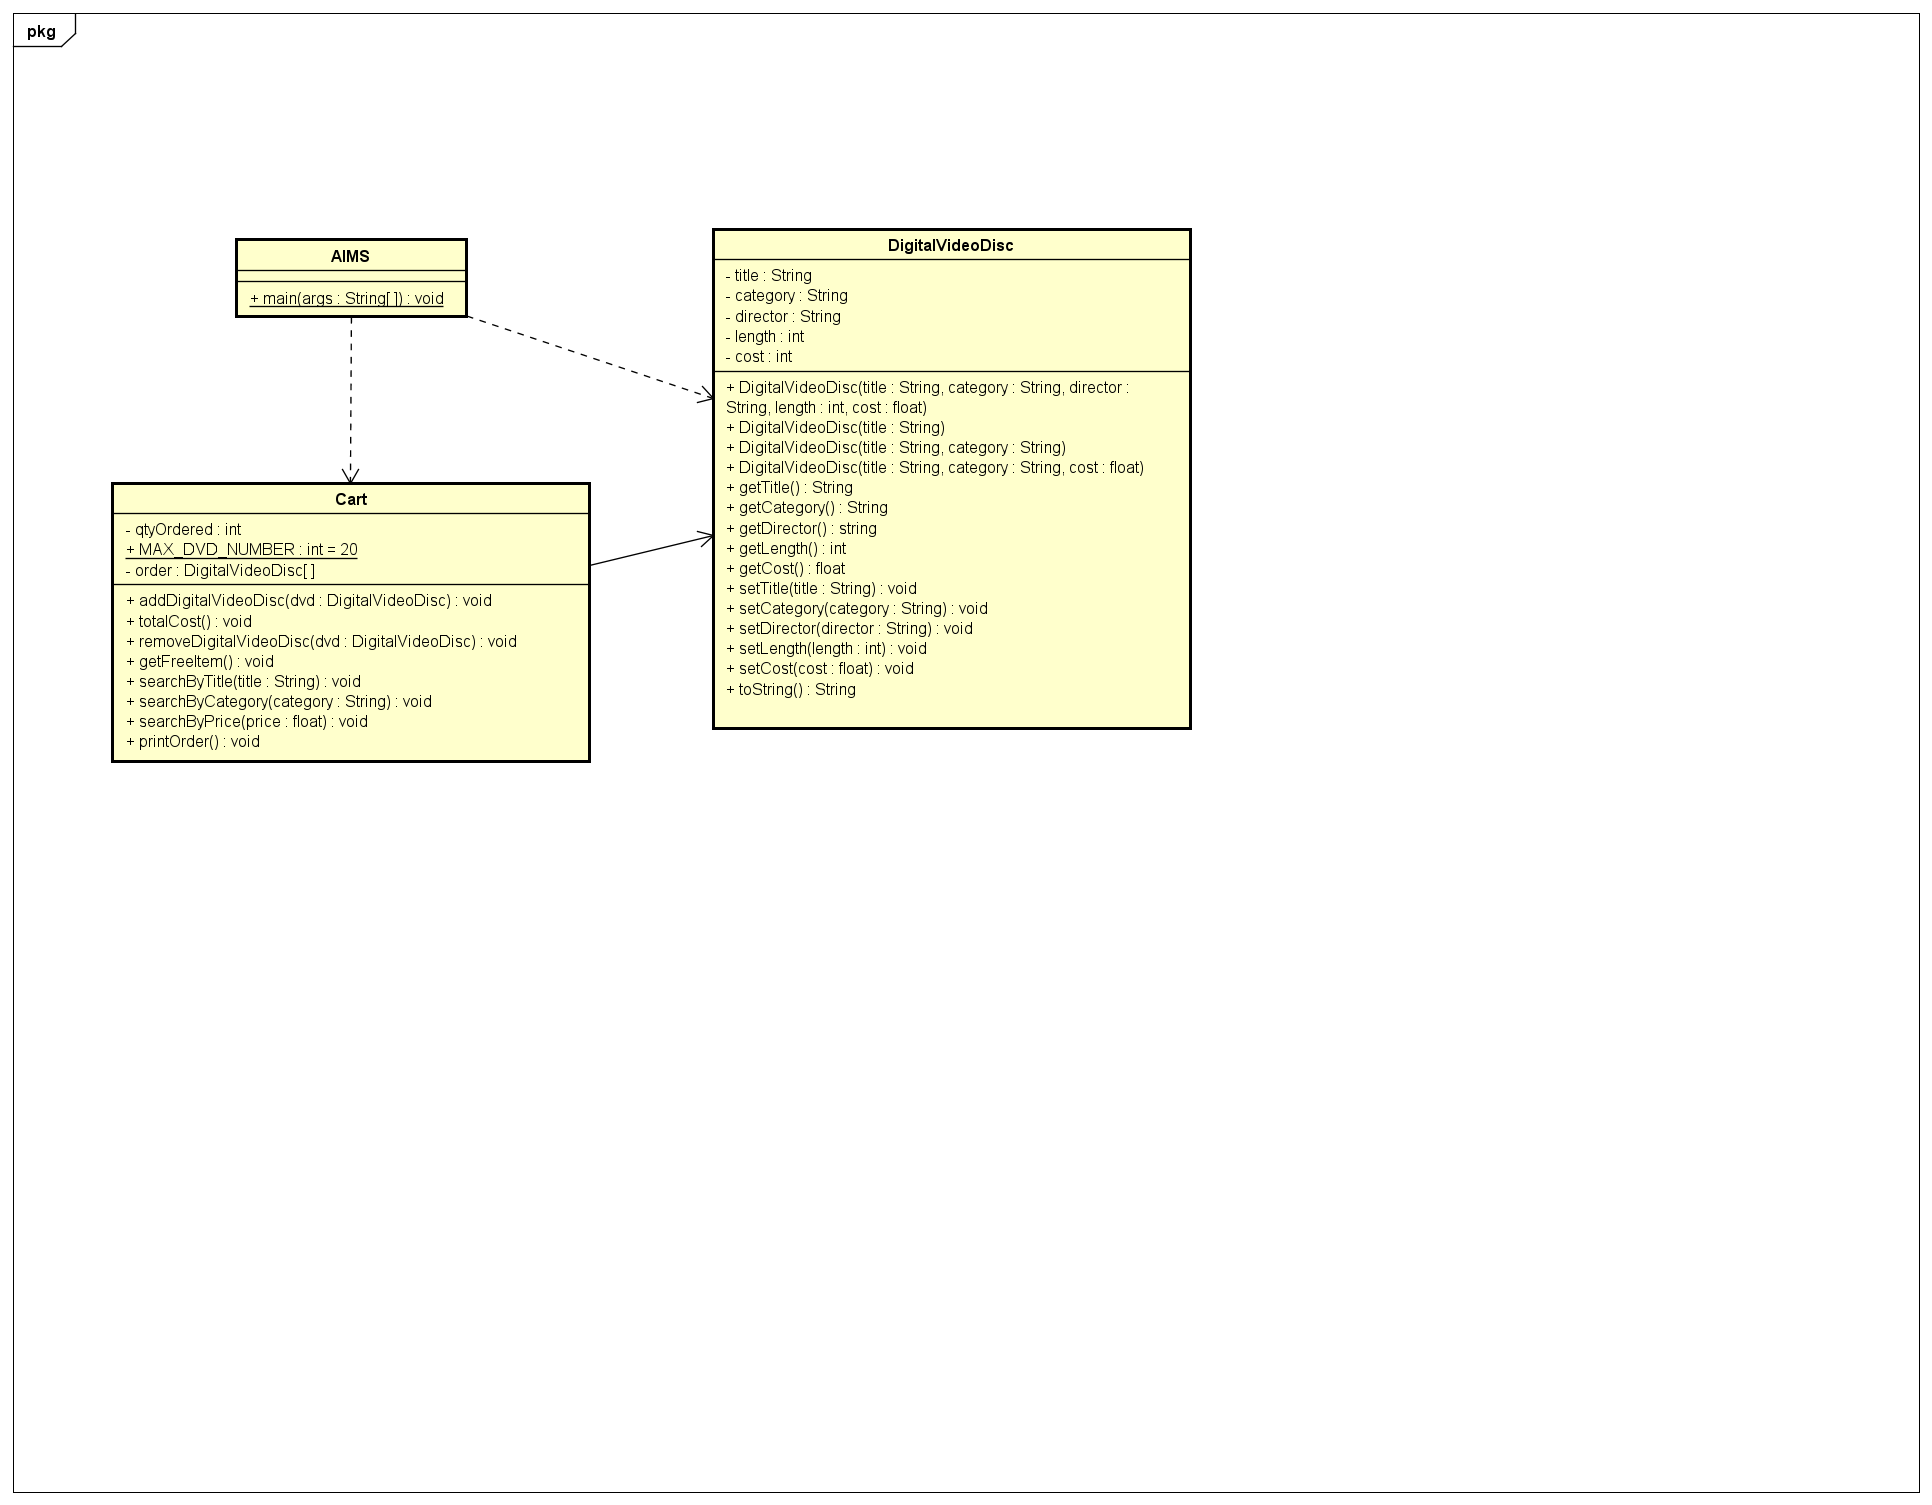 pkg
AIMS
+ main(args : String[ ]) : void
DigitalVideoDisc
- title : String
- category : String
- director : String
- length : int
- cost : int
+ DigitalVideoDisc(title : String, category : String, director :
String, length : int, cost : float)
+ DigitalVideoDisc(title : String)
+ DigitalVideoDisc(title : String, category : String)
+ DigitalVideoDisc(title : String, category : String, cost : float)
+ getTitle() : String
+ getCategory() : String
+ getDirector() : string
+ getLength() : int
+ getCost() : float
+ setTitle(title : String) : void
+ setCategory(category : String) : void
+ setDirector(director : String) : void
+ setLength(length : int) : void
+ setCost(cost : float) : void
+ toString() : String
Cart
- qtyOrdered : int
+ MAX_DVD_NUMBER : int = 20
- order : DigitalVideoDisc[ ]
+ addDigitalVideoDisc(dvd : DigitalVideoDisc) : void
+ totalCost() : void
+ removeDigitalVideoDisc(dvd : DigitalVideoDisc) : void
+ getFreeItem() : void
+ searchByTitle(title : String) : void
+ searchByCategory(category : String) : void
+ searchByPrice(price : float) : void
+ printOrder() : void